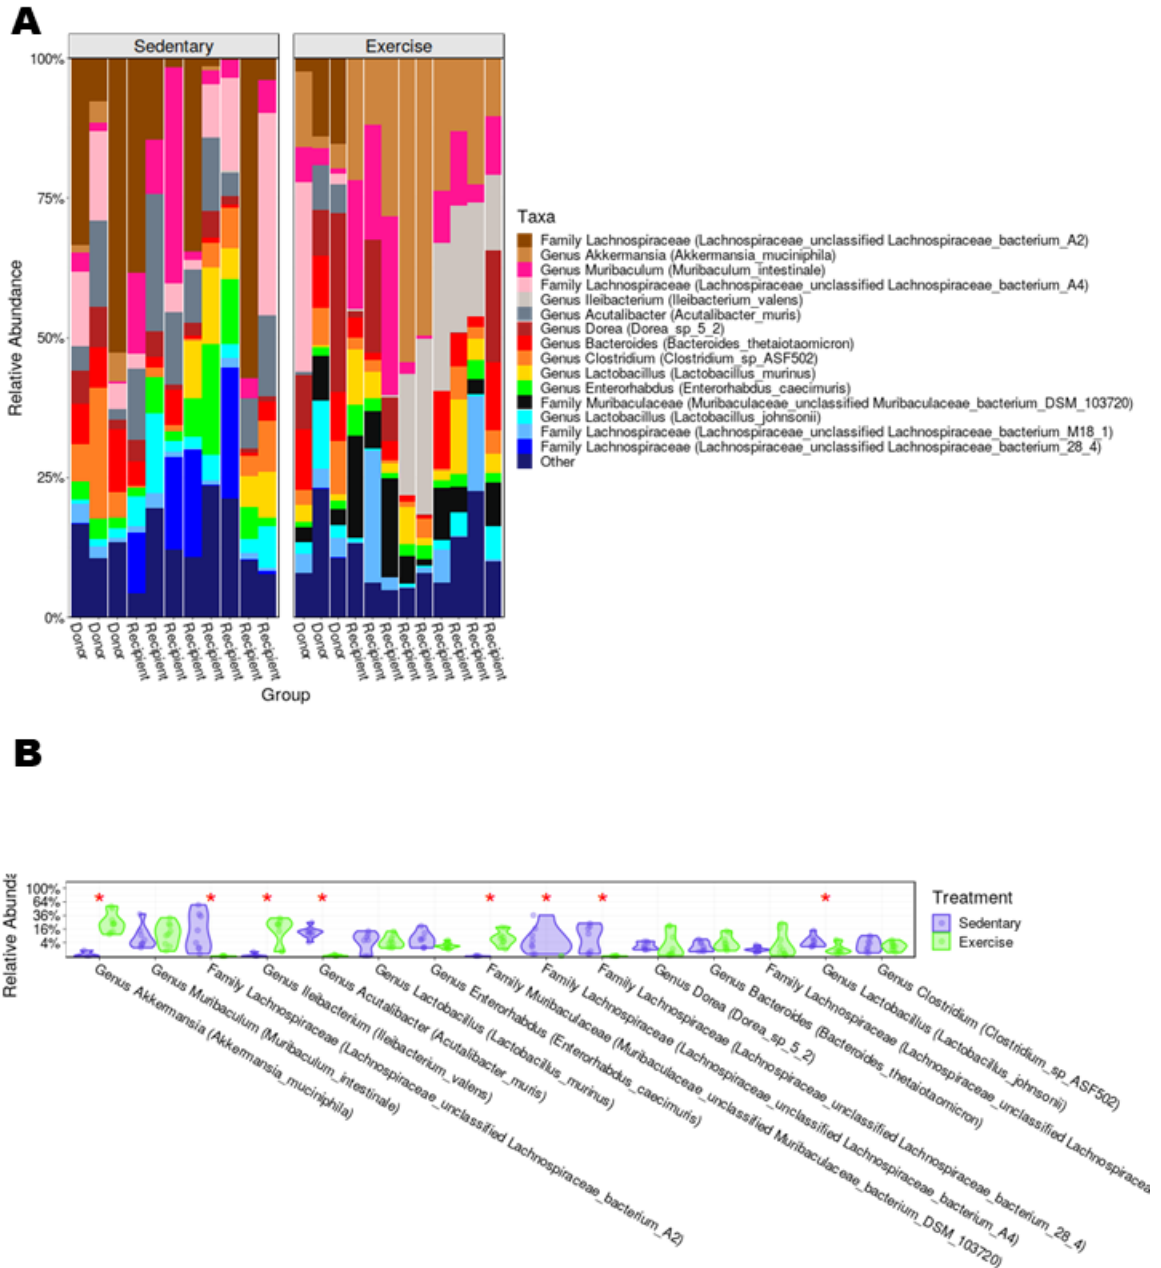 A
Sedentary
Exercise
100%
75%
50%
25%
0%
Relative Abundance
Donor
Donor
Donor
Recipient
Recipient
Recipient
Recipient
Recipient
Recipient
Recipient
Recipient
Donor
Donor
Donor
Recipient
Recipient
Recipient
Recipient
Recipient
Recipient
Recipient
Recipient
Recipient
Group
Taxa
Family Lachnospiraceae (Lachnospiraceae_unclassified Lachnospiraceae_bacterium_A2)
Genus Akkermansia (Akkermansia_muciniphila)
Genus Muribaculum (Muribaculum_intestinale)
Family Lachnospiraceae (Lachnospiraceae_unclassified Lachnospiraceae_bacterium_A4)
Genus Ileibacterium (Ileibacterium_valens)
Genus Acutalibacter (Acutalibacter_muris)
Genus Dorea (Dorea_sp_5_2)
Genus Bacteroides (Bacteroides_thetaiotaomicron)
Genus Clostridium (Clostridium_sp_ASF502)
Genus Lactobacillus (Lactobacillus_murinus)
Genus Enterorhabdus (Enterorhabdus_caecimuris)
Family Muribaculaceae (Muribaculaceae_unclassified Muribaculaceae_bacterium_DSM_103720)
Genus Lactobacillus (Lactobacillus_johnsonii)
Family Lachnospiraceae (Lachnospiraceae_unclassified Lachnospiraceae_bacterium_M18_1)
Family Lachnospiraceae (Lachnospiraceae_unclassified Lachnospiraceae_bacterium_28_4)
Other
B
Relative Abunda
100%
64%
36%
16%
4%
* * * * * * * *
Treatment
Sedentary
Exercise
Genus Akkermansia (Akkermansia_muciniphila)
Genus Muribaculum (Muribaculum_intestinale)
Family Lachnospiraceae (Lachnospiraceae_unclassified Lachnospiraceae_bacterium_A2)
Genus Ileibacterium (Ileibacterium_valens)
Genus Acutalibacter (Acutalibacter_muris)
Genus Lactobacillus (Lactobacillus_murinus)
Genus Enterorhabdus (Enterorhabdus_caecimuris)
Family Muribaculaceae (Muribaculaceae_unclassified Muribaculaceae_bacterium_DSM_103720)
Family Lachnospiraceae (Lachnospiraceae_unclassified Lachnospiraceae_bacterium_A4)
Family Lachnospiraceae (Lachnospiraceae_unclassified Lachnospiraceae_bacterium_28_4)
Genus Dorea (Dorea_sp_5_2)
Genus Bacteroides (Bacteroides_thetaiotaomicron)
Family Lachnospiraceae (Lachnospiraceae_unclassified Lachnospiracea
Genus Lactobacillus (Lactobacillus_johnsonii)
Genus Clostridium (Clostridium_sp_ASF502)